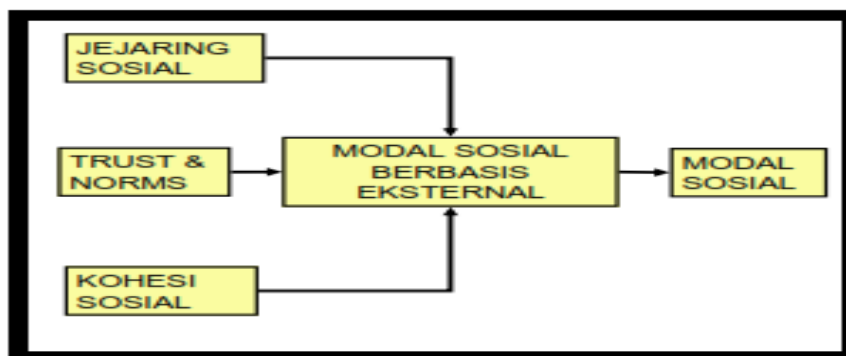 JEJARING
SOSIAL
TRUST &
NORMS
MODAL SOSIAL
BERBASIS
EKSTERNAL
MODAL
SOSIAL
KOHESI
SOSIAL